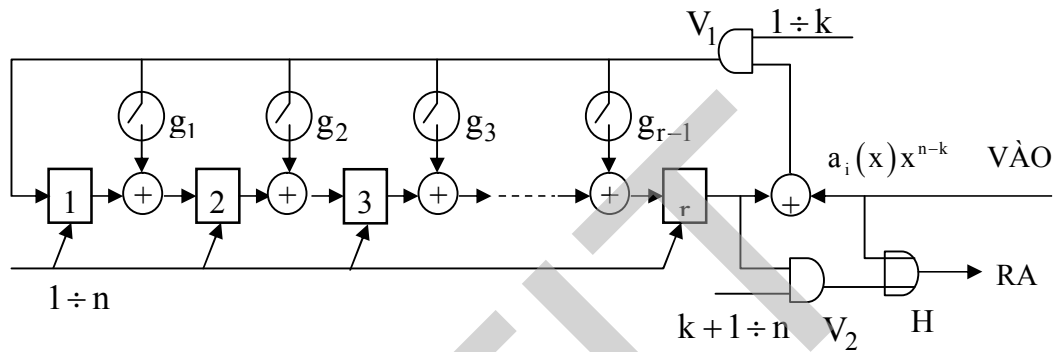 V₁ 1 ÷ k
g₁ g₂ g₃ gᵣ₋₁
aᵢ(x)xⁿ⁻ᵏ VÀO
1 + 2 + 3 + + r +
RA
1 ÷ n
k + 1 ÷ n V₂ H